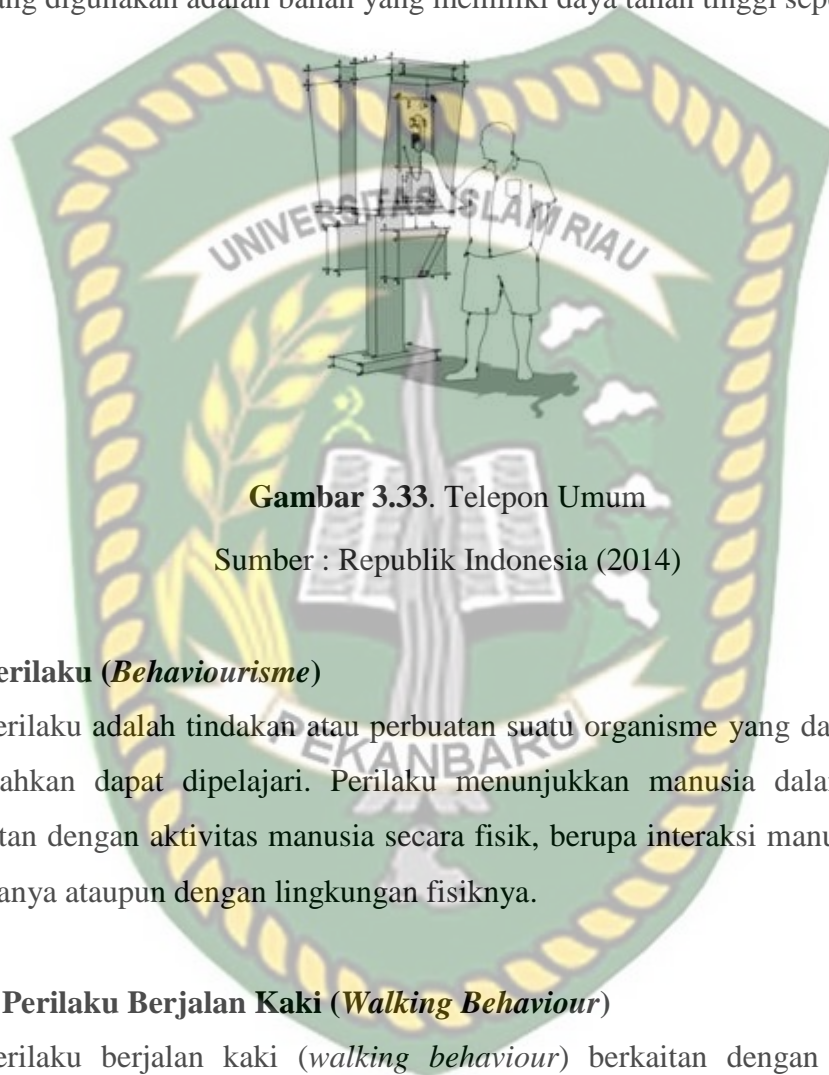 digunakan adalah bahan yang memiliki daya tahan tinggi
UNIVERSITAS ISLAM RIAU
Gambar 3.33. Telepon Umum
Sumber : Republik Indonesia (2014)
erilaku (Behaviourisme)
erilaku adalah tindakan atau perbuatan suatu organisme yang da
ahkan dapat dipelajari. Perilaku menunjukkan manusia dala
tan dengan aktivitas manusia secara fisik, berupa interaksi manu
anya ataupun dengan lingkungan fisiknya.
PEKANBARU
Perilaku Berjalan Kaki (Walking Behaviour)
erilaku berjalan kaki (walking behaviour) berkaitan dengan